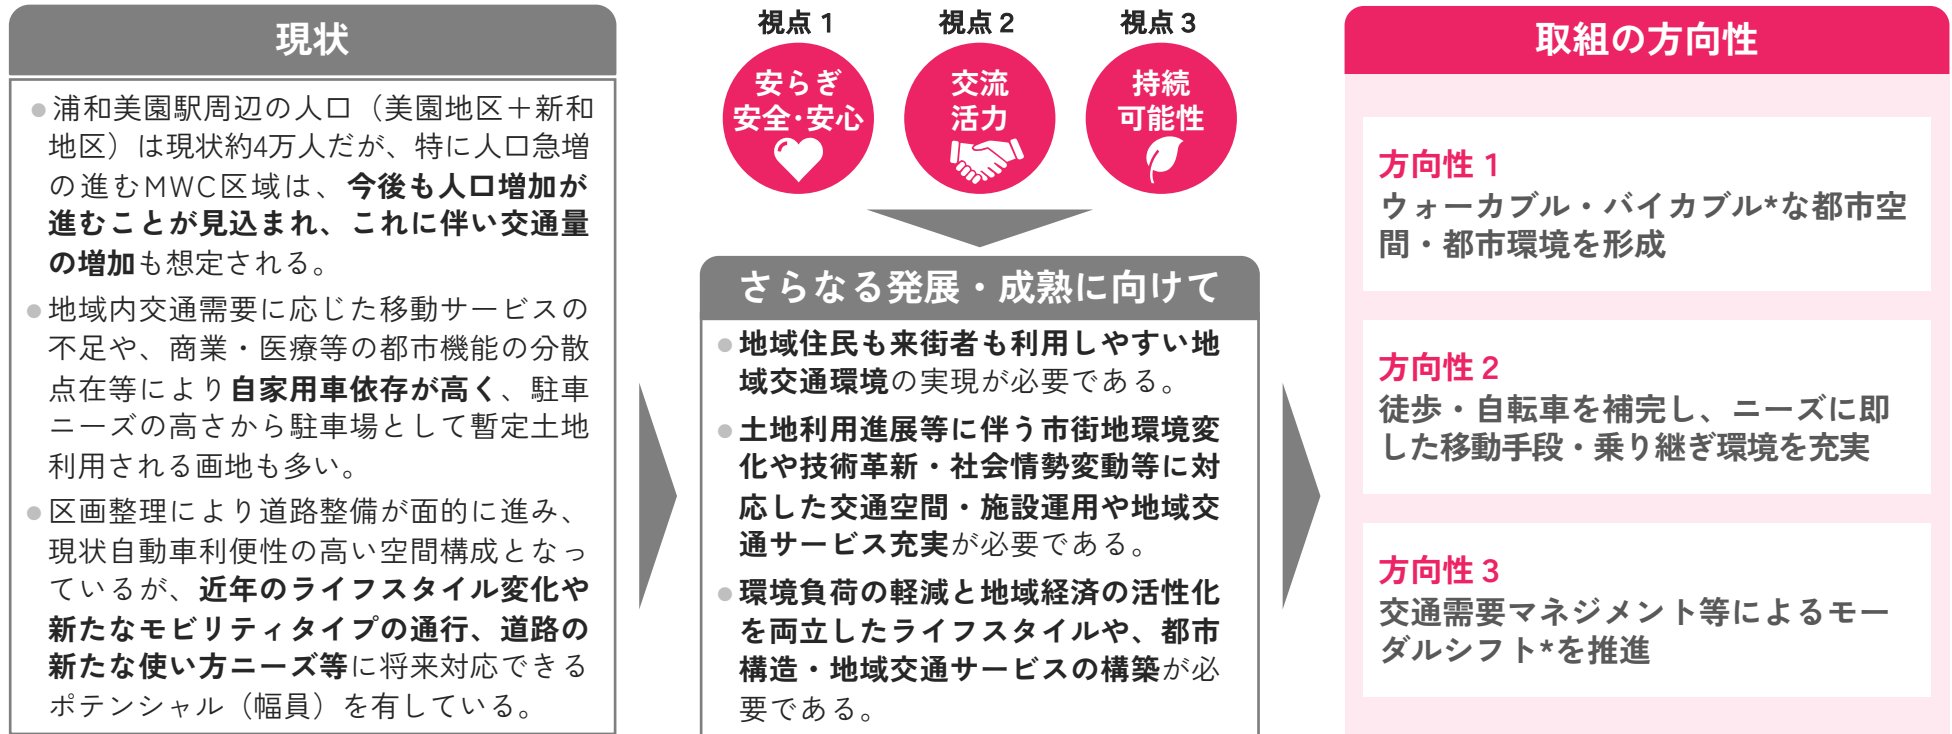 現状
●浦和美園駅周辺の人口（美園地区＋新和
地区）は現状約4万人だが、特に人口急増
の進むMWC区域は、今後も人口増加が
進むことが見込まれ、これに伴い交通量
の増加も想定される。
●地域内交通需要に応じた移動サービスの
不足や、商業・医療等の都市機能の分散
点在等により自家用車依存が高く、駐車
ニーズの高さから駐車場として暫定土地
利用される画地も多い。
●区画整理により道路整備が面的に進み、
現状自動車利便性の高い空間構成となっ
ているが、近年のライフスタイル変化や
新たなモビリティタイプの通行、道路の
新たな使い方ニーズ等に将来対応できる
ポテンシャル（幅員）を有している。
視点1
安らぎ
安全・安心
視点2
交流
活力
視点3
持続
可能性
さらなる発展・成熟に向けて
●地域住民も来街者も利用しやすい地
域交通環境の実現が必要である。
●土地利用進展等に伴う市街地環境変
化や技術革新・社会情勢変動等に対
応した交通空間・施設運用や地域交
通サービス充実が必要である。
●環境負荷の軽減と地域経済の活性化
を両立したライフスタイルや、都市
構造・地域交通サービスの構築が必
要である。
取組の方向性
方向性1
ウォーカブル・バイカブル*な都市空
間・都市環境を形成
方向性2
徒歩・自転車を補完し、ニーズに即
した移動手段・乗り継ぎ環境を充実
方向性3
交通需要マネジメント等によるモー
ダルシフト*を推進